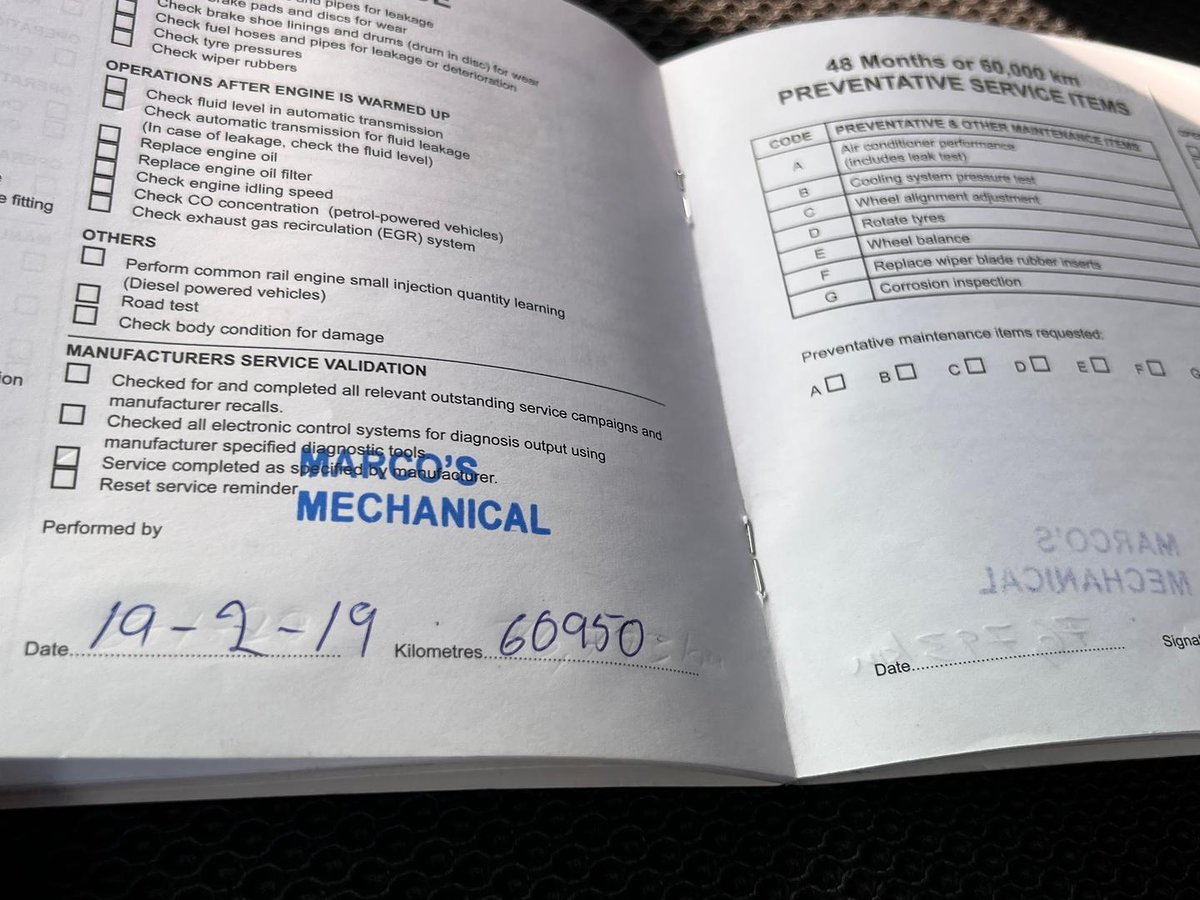 pipes for leakage
brake pads and discs for wear
Check brake shoe linings and drums (drum in disc) for wear
Check fuel hoses and pipes for leakage or deterioration
Check tyre pressures
Check wiper rubbers
OPERATIONS AFTER ENGINE IS WARMED UP
Check fluid level in automatic transmission
Check automatic transmission for fluid leakage
(In case of leakage, check the fluid level)
Replace engine oil
Replace engine oil filter
Check engine idling speed
Check CO concentration (petrol-powered vehicles)
Check exhaust gas recirculation (EGR) system
OTHERS
Perform common rail engine small injection quantity learning
(Diesel powered vehicles)
Road test
Check body condition for damage
MANUFACTURERS SERVICE VALIDATION
Checked for and completed all relevant outstanding service campaigns and
manufacturer recalls.
Checked all electronic control systems for diagnosis output using
manufacturer specified diagnostic tools
Service completed as specified by manufacturer.
Reset service reminder
MARCO'S
MECHANICAL
Performed by
Date 19-2-19 Kilometres 60950
fitting
48 Months or 60,000 km
PREVENTATIVE SERVICE ITEMS
CODE PREVENTATIVE & OTHER MAINTENANCE ITEMS
A Air conditioner performance
(includes leak test)
B Cooling system pressure test
C Wheel alignment adjustment
D Rotate tyres
E Wheel balance
F Replace wiper blade rubber inserts
G Corrosion inspection
Preventative maintenance items requested:
A B C D E F G
MARCO'S
MECHANICAL
Date